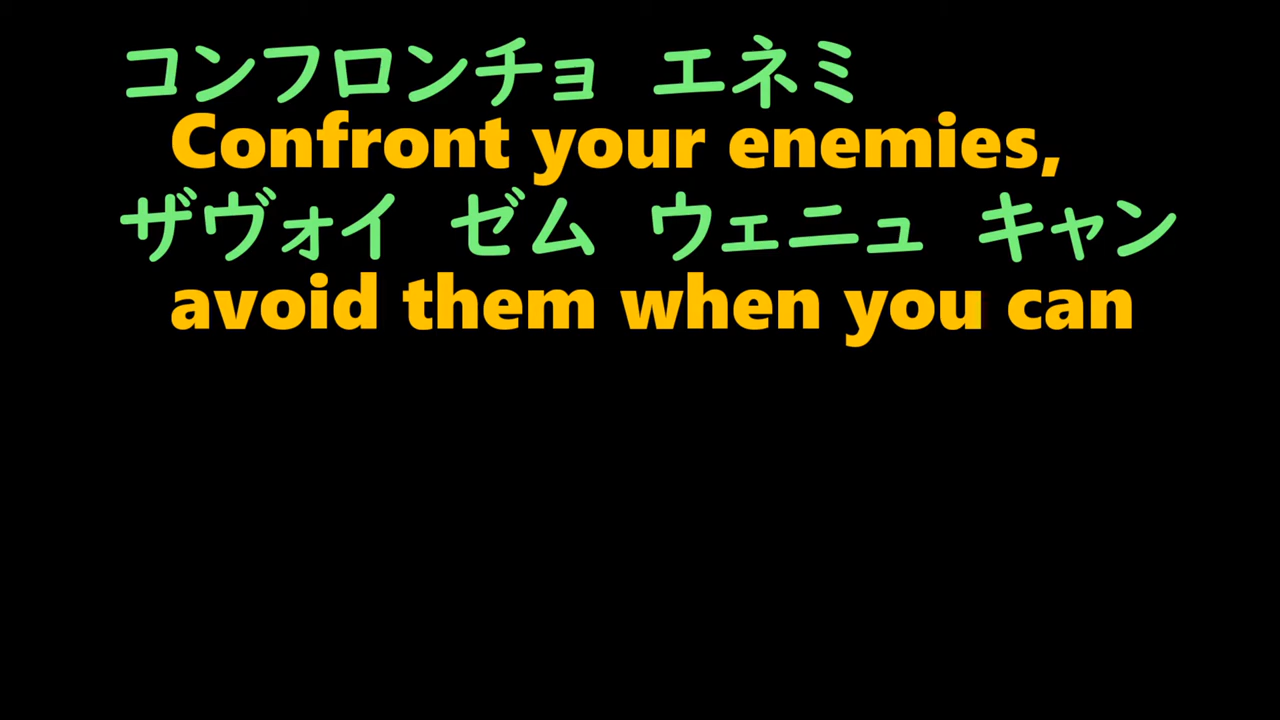 コンフロンチョ エネミ
Confront your enemies,
ザヴォイ ゼム ウェニュ キャン
avoid them when you can